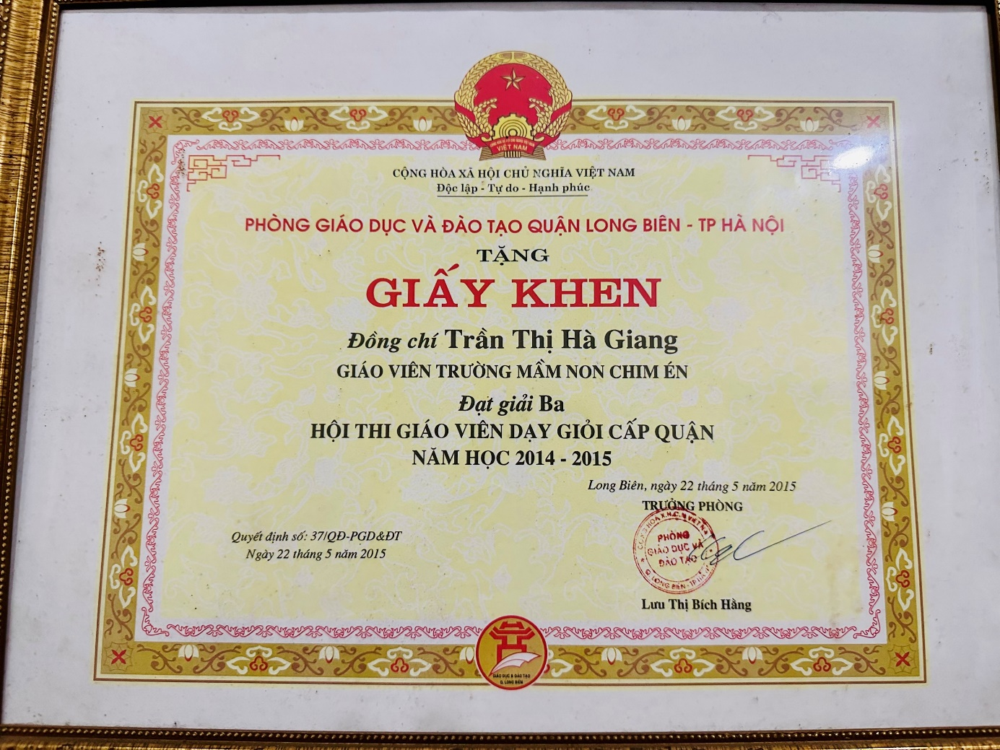 VIỆT NAM
CỘNG HÒA XÃ HỘI CHỦ NGHĨA VIỆT NAM
Độc lập - Tự do - Hạnh phúc
PHÒNG GIÁO DỤC VÀ ĐÀO TẠO QUẬN LONG BIÊN - TP HÀ NỘI
TẶNG
GIẤY KHEN
Đồng chí Trần Thị Hà Giang
GIÁO VIÊN TRƯỜNG MẦM NON CHIM ÉN
Đạt giải Ba
HỘI THI GIÁO VIÊN DẠY GIỎI CẤP QUẬN
NĂM HỌC 2014 - 2015
Long Biên, ngày 22 tháng 5 năm 2015
TRƯỞNG PHÒNG
Quyết định số: 37/QĐ-PGD&ĐT
Ngày 22 tháng 5 năm 2015
PHÒNG
GIÁO DỤC VÀ
ĐÀO TẠO
Q. LONG BIÊN - TP HÀ
Lưu Thị Bích Hằng
GIÁO DỤC & ĐÀO TẠO
Q. LONG BIÊN